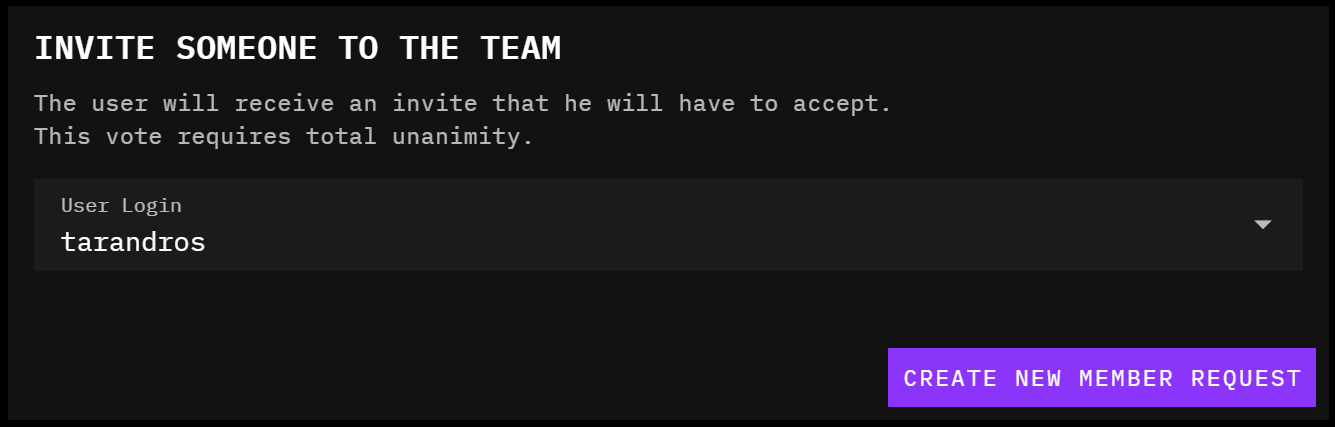 INVITE SOMEONE TO THE TEAM
The user will receive an invite that he will have to accept.
This vote requires total unanimity.
User Login
tarandros
CREATE NEW MEMBER REQUEST